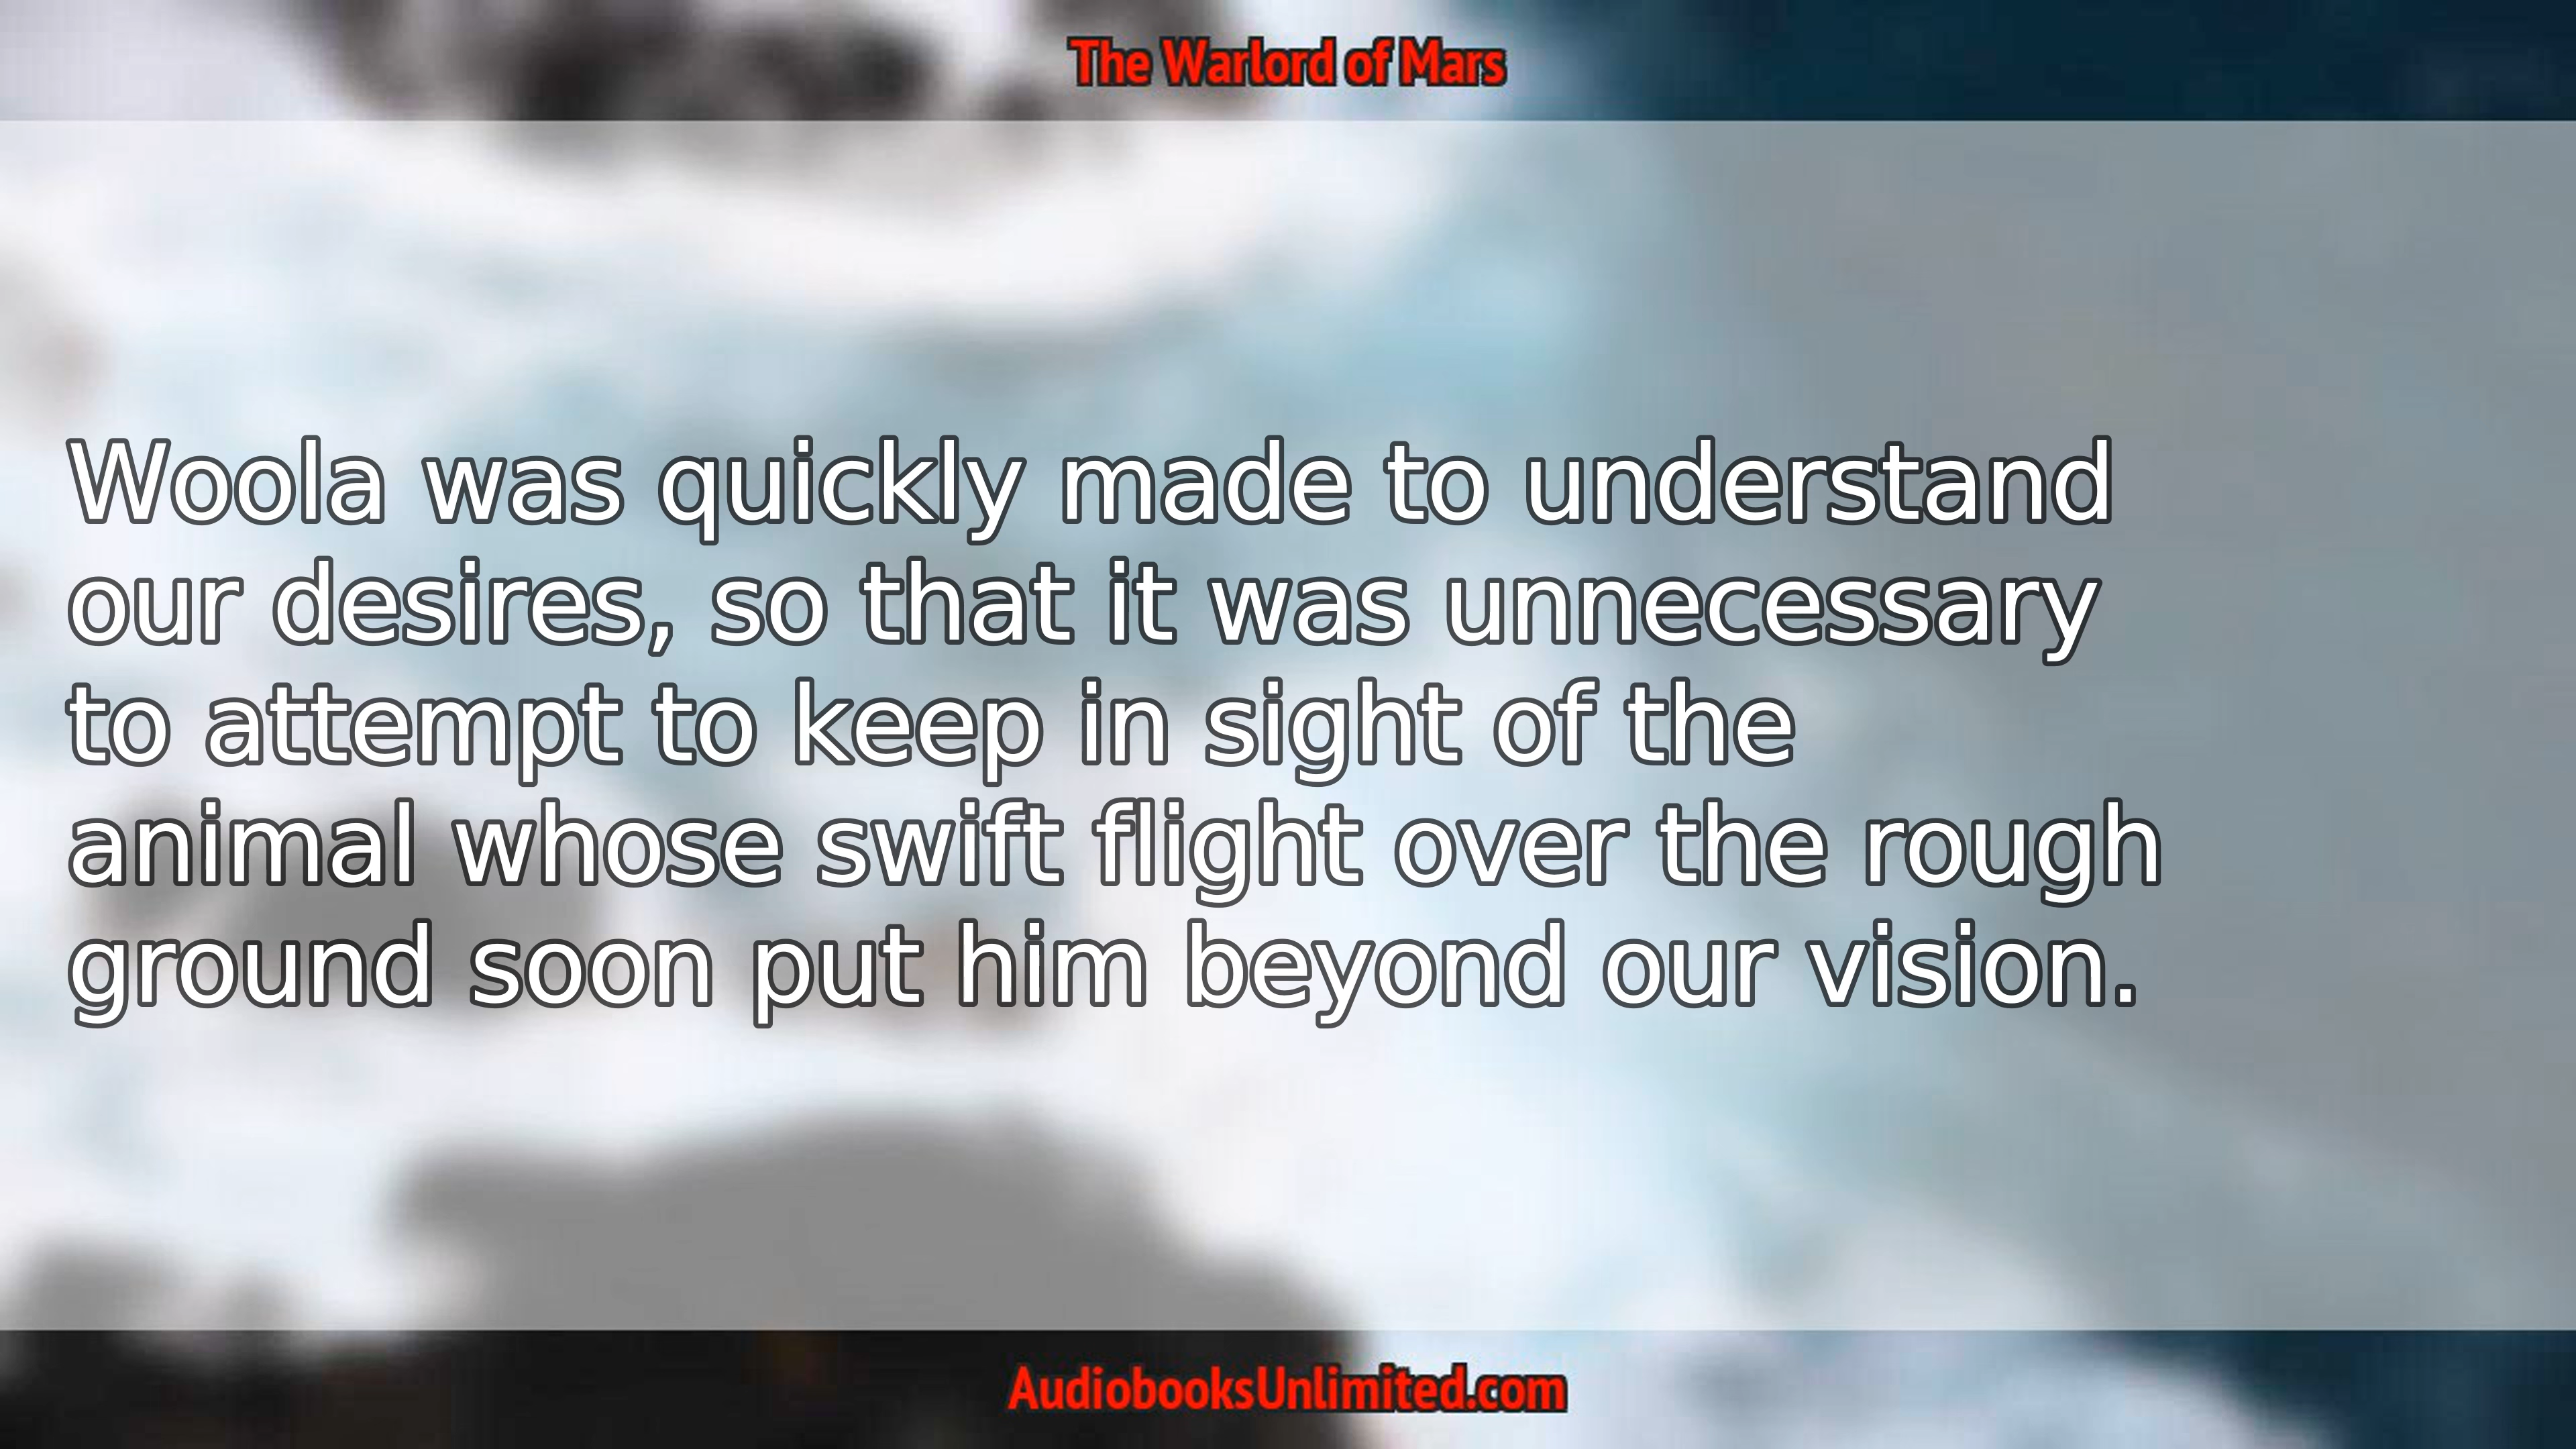 The Warlord of Mars
Woola was quickly made to understand
our desires, so that it was unnecessary
to attempt to keep in sight of the
animal whose swift flight over the rough
ground soon put him beyond our vision.
AudiobooksUnlimited.com